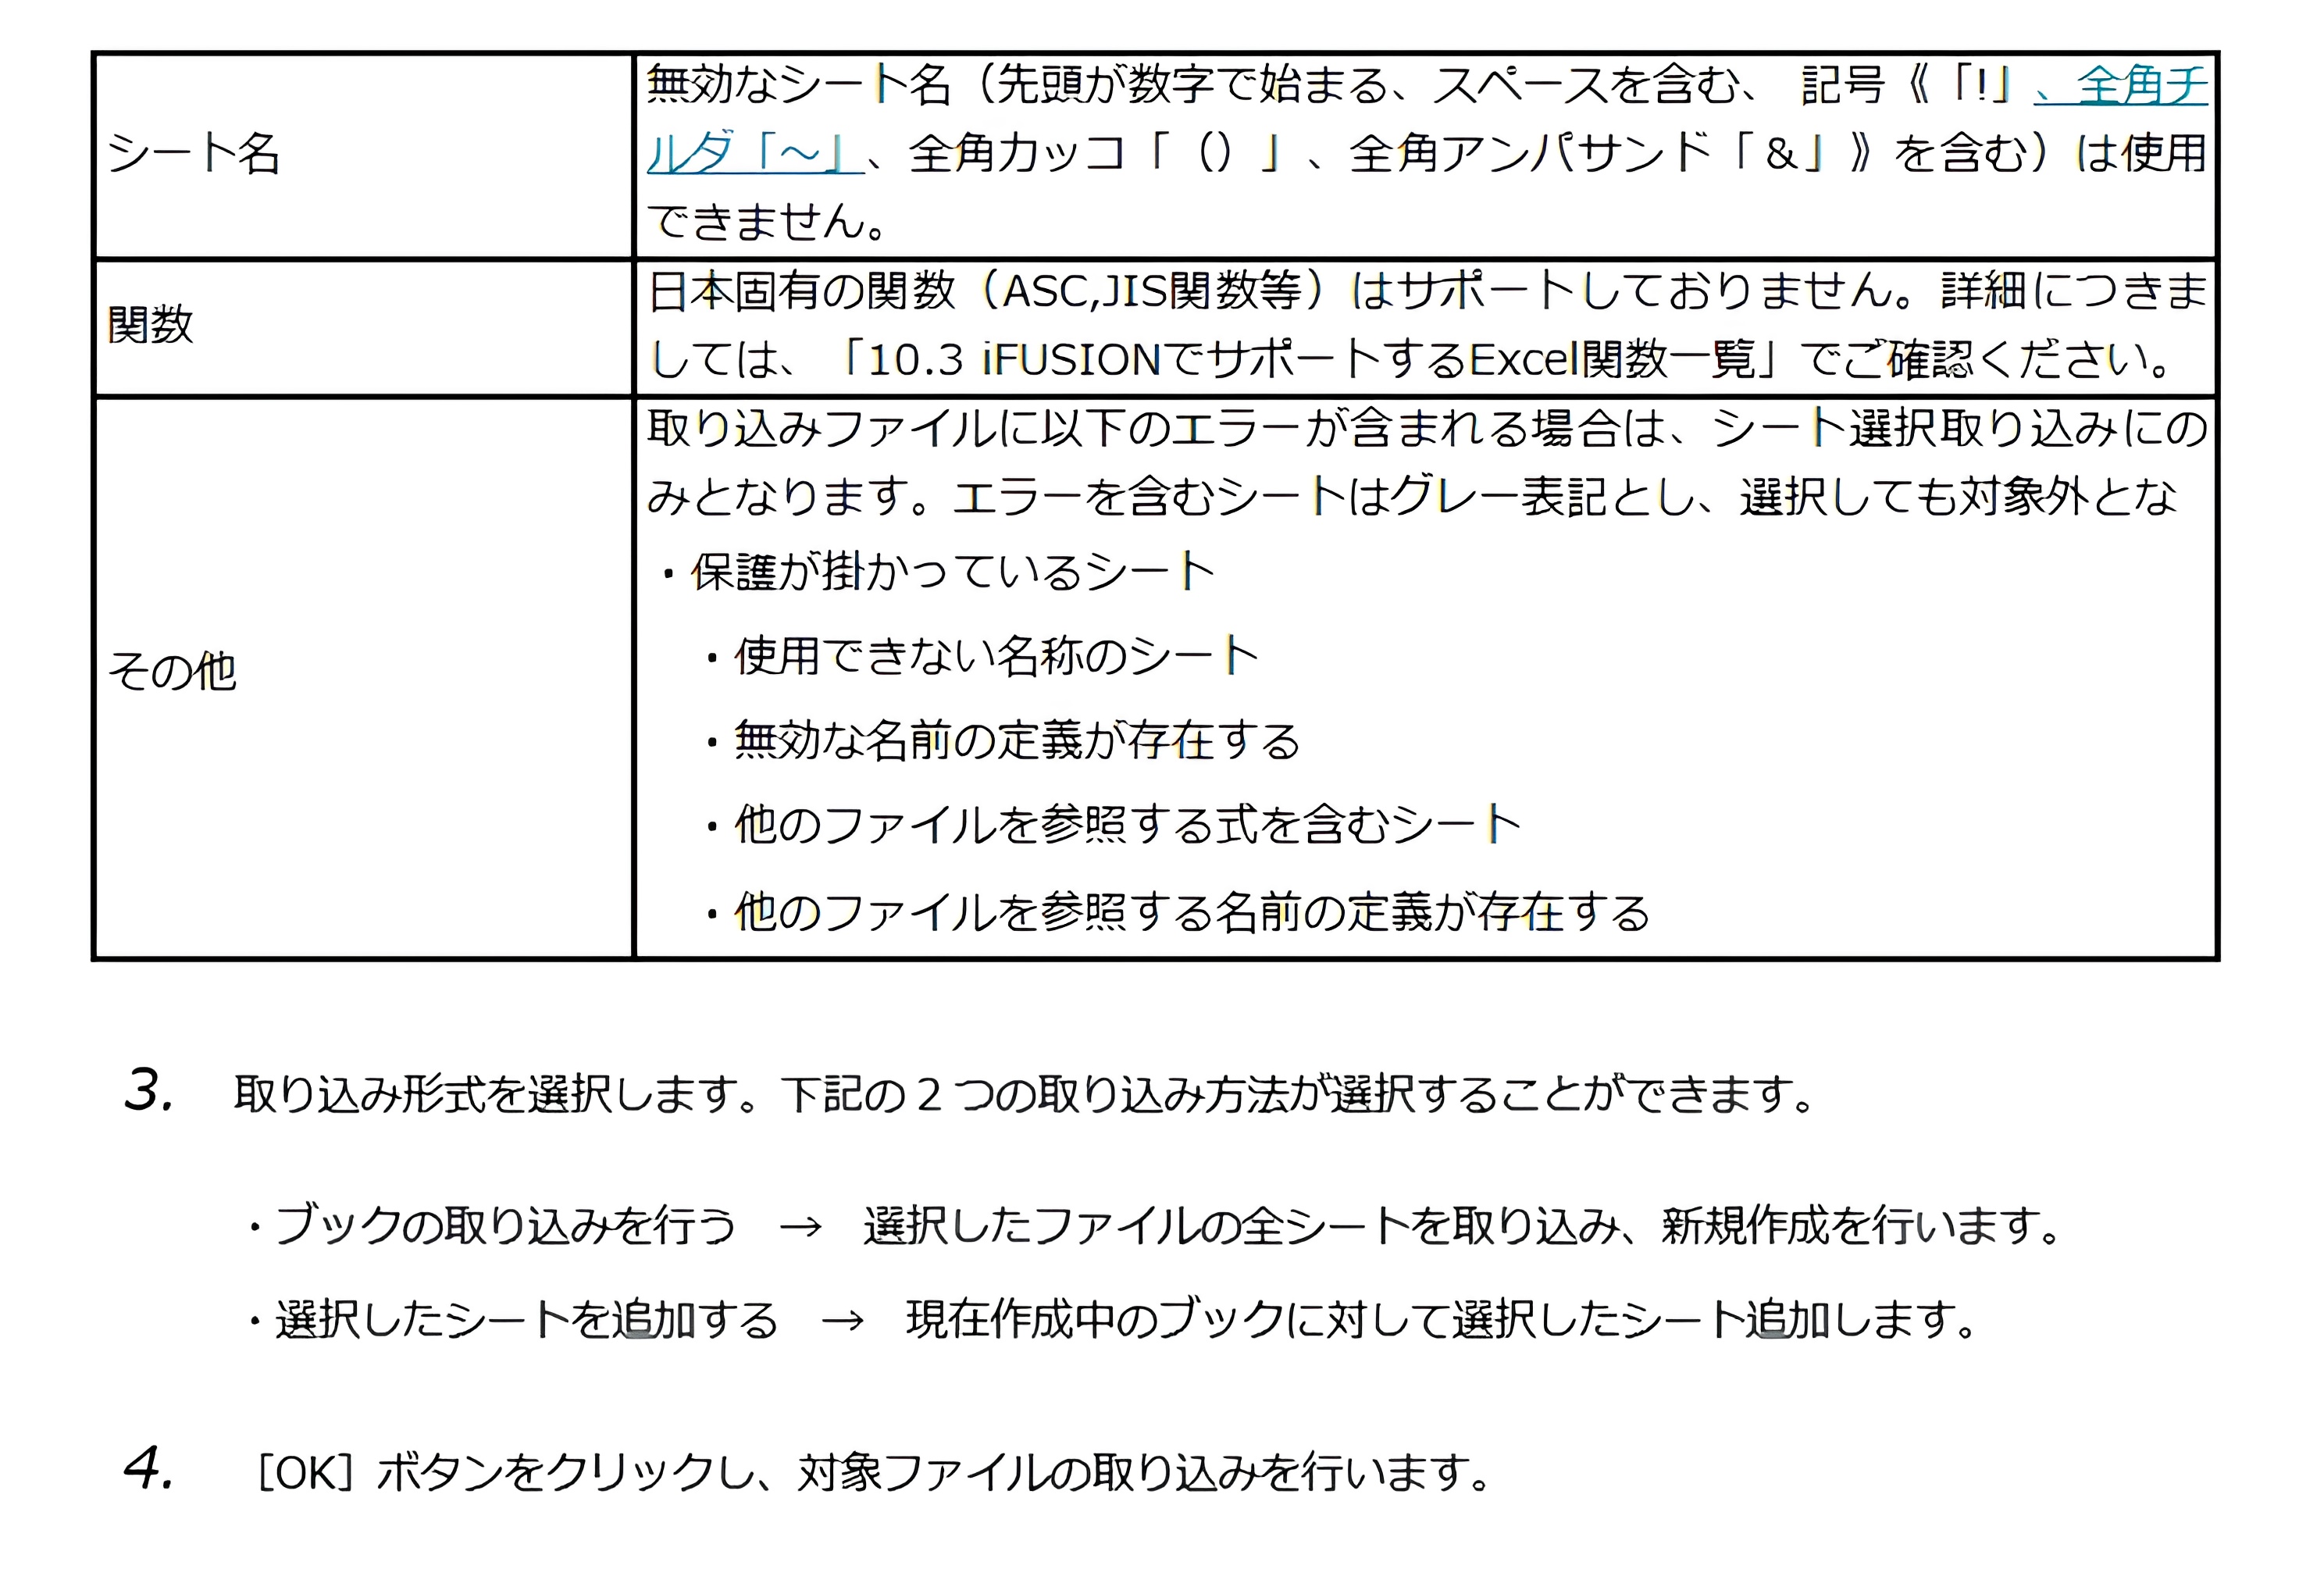 シート名
無効なシート名（先頭が数字で始まる、スペースを含む、 記号《「!」、全角チ
ルダ「～」、全角カッコ「（）」、全角アンパサンド「＆」》を含む）は使用
できません。
関数
日本固有の関数（ASC,JIS関数等）はサポートしておりません。詳細につきま
しては、「10.3 iFUSIONでサポートするExcel関数一覧」でご確認ください。
その他
取り込みファイルに以下のエラーが含まれる場合は、シート選択取り込みにの
みとなります。エラーを含むシートはグレー表記とし、選択しても対象外とな
・保護が掛かっているシート
・使用できない名称のシート
・無効な名前の定義が存在する
・他のファイルを参照する式を含むシート
・他のファイルを参照する名前の定義が存在する
3. 取り込み形式を選択します。下記の２つの取り込み方法が選択することができます。
・ブックの取り込みを行う　→　選択したファイルの全シートを取り込み、新規作成を行います。
・選択したシートを追加する　→　現在作成中のブックに対して選択したシート追加します。
4. ［OK］ボタンをクリックし、対象ファイルの取り込みを行います。